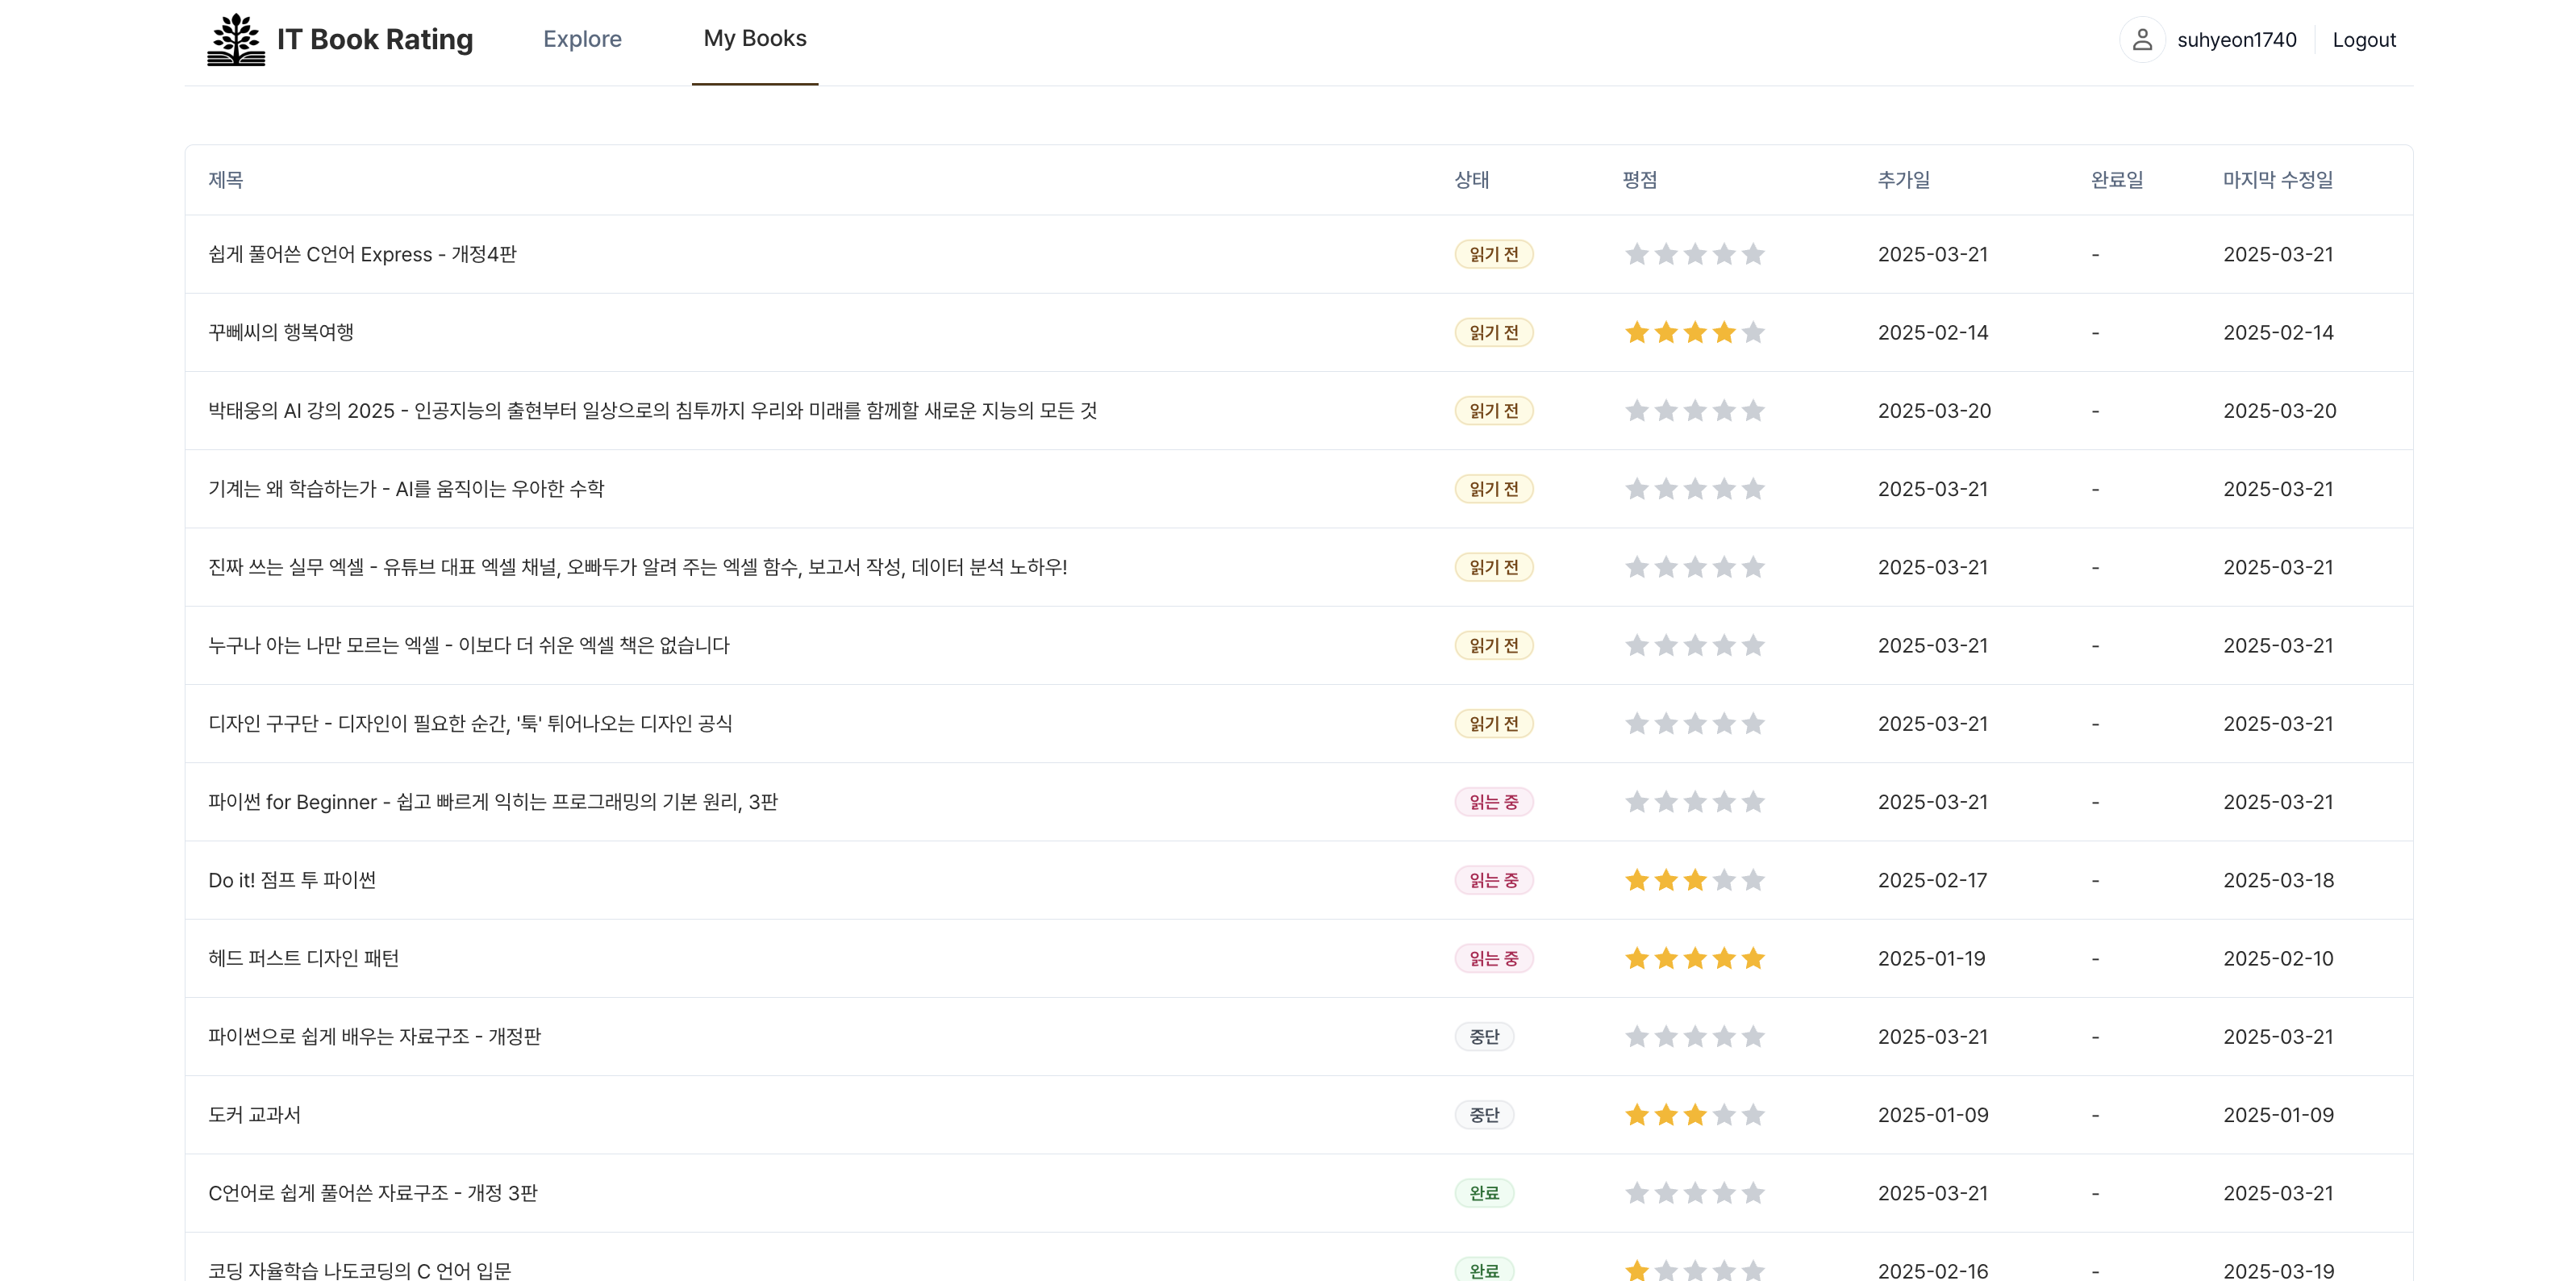 IT Book Rating Explore My Books suhyeon1740 Logout
제목 상태 평점 추가일 완료일 마지막 수정일
쉽게 풀어쓴 C언어 Express - 개정4판 읽기 전 2025-03-21 - 2025-03-21
꾸뻬씨의 행복여행 읽기 전 2025-02-14 - 2025-02-14
박태웅의 AI 강의 2025 - 인공지능의 출현부터 일상으로의 침투까지 우리와 미래를 함께할 새로운 지능의 모든 것 읽기 전 2025-03-20 - 2025-03-20
기계는 왜 학습하는가 - AI를 움직이는 우아한 수학 읽기 전 2025-03-21 - 2025-03-21
진짜 쓰는 실무 엑셀 - 유튜브 대표 엑셀 채널, 오빠두가 알려 주는 엑셀 함수, 보고서 작성, 데이터 분석 노하우! 읽기 전 2025-03-21 - 2025-03-21
누구나 아는 나만 모르는 엑셀 - 이보다 더 쉬운 엑셀 책은 없습니다 읽기 전 2025-03-21 - 2025-03-21
디자인 구구단 - 디자인이 필요한 순간, '툭' 튀어나오는 디자인 공식 읽기 전 2025-03-21 - 2025-03-21
파이썬 for Beginner - 쉽고 빠르게 익히는 프로그래밍의 기본 원리, 3판 읽는 중 2025-03-21 - 2025-03-21
Do it! 점프 투 파이썬 읽는 중 2025-02-17 - 2025-03-18
헤드 퍼스트 디자인 패턴 읽는 중 2025-01-19 - 2025-02-10
파이썬으로 쉽게 배우는 자료구조 - 개정판 중단 2025-03-21 - 2025-03-21
도커 교과서 중단 2025-01-09 - 2025-01-09
C언어로 쉽게 풀어쓴 자료구조 - 개정 3판 완료 2025-03-21 - 2025-03-21
코딩 자율학습 나도코딩의 C 언어 입문 완료 2025-02-16 - 2025-03-19